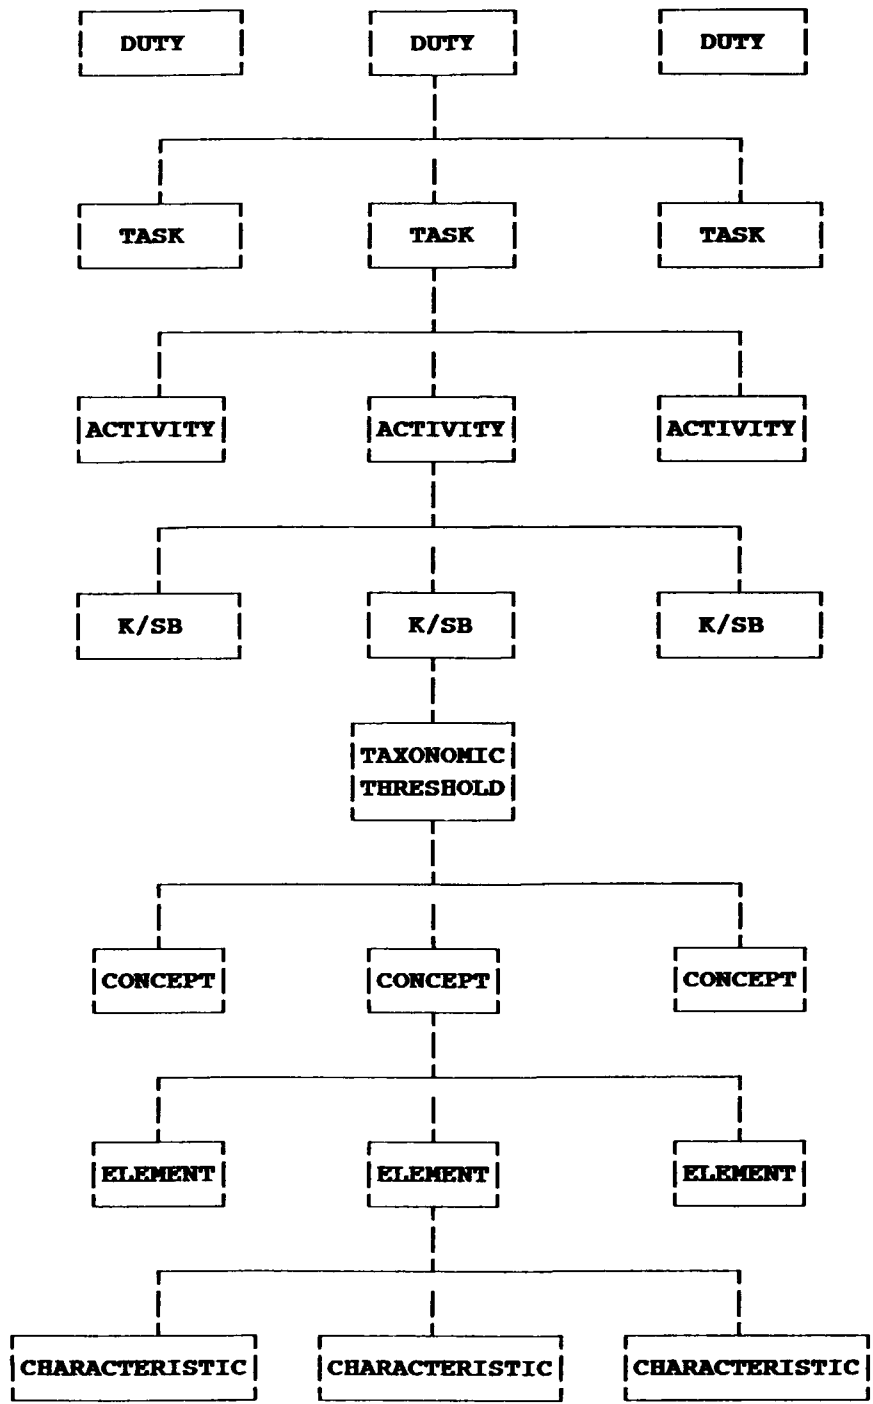 DUTY DUTY DUTY
TASK TASK TASK
ACTIVITY ACTIVITY ACTIVITY
K/SB K/SB K/SB
TAXONOMIC
THRESHOLD
CONCEPT CONCEPT CONCEPT
ELEMENT ELEMENT ELEMENT
CHARACTERISTIC CHARACTERISTIC CHARACTERISTIC